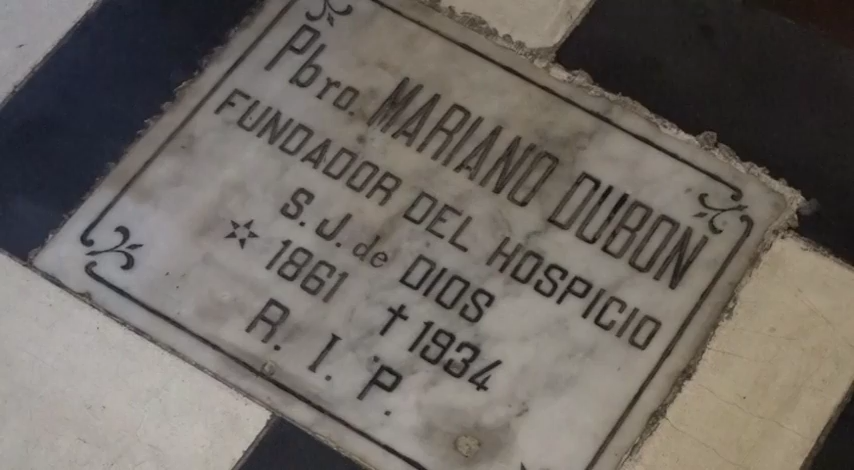 Pbro. MARIANO DUBON
FUNDADOR DEL HOSPICIO
S.J. de DIOS
☆ 1861 † 1934
R. I. P.